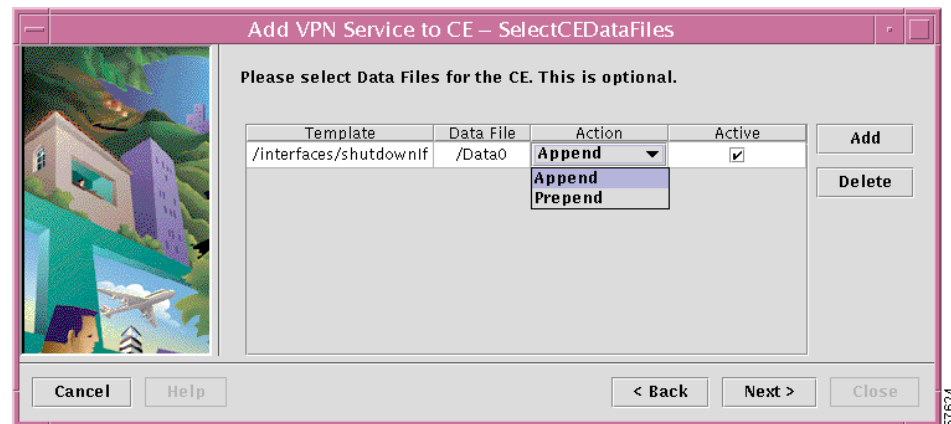 Add VPN Service to CE – SelectCEDataFiles
Please select Data Files for the CE. This is optional.
Template Data File Action Active
/interfaces/shutdownIf /Data0 Append
Append
Prepend
Add
Delete
Cancel Help < Back Next > Close
57624